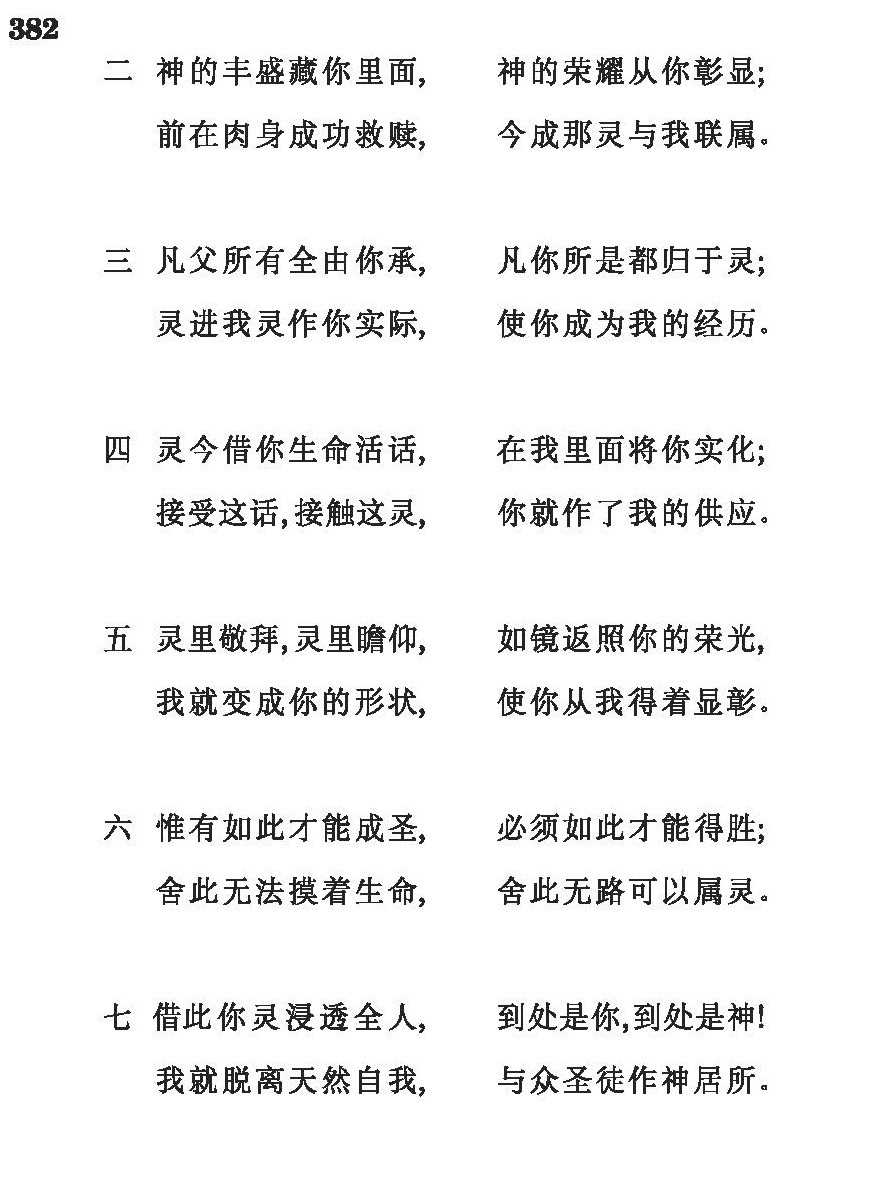 382
二 神的丰盛藏你里面, 神的荣耀从你彰显;
前在肉身成功救赎, 今成那灵与我联属。
三 凡父所有全由你承, 凡你所是都归于灵;
灵进我灵作你实际, 使你成为我的经历。
四 灵今借你生命活话, 在我里面将你实化;
接受这话,接触这灵, 你就作了我的供应。
五 灵里敬拜,灵里瞻仰, 如镜返照你的荣光,
我就变成你的形状, 使你从我得着显彰。
六 惟有如此才能成圣, 必须如此才能得胜;
舍此无法摸着生命, 舍此无路可以属灵。
七 借此你灵浸透全人, 到处是你,到处是神!
我就脱离天然自我, 与众圣徒作神居所。